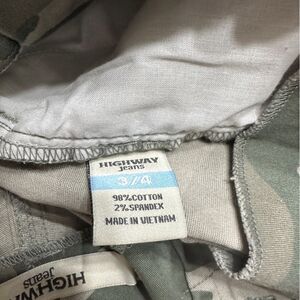 HIGHWAY
jeans
3/4
98%COTTON
2%SPANDEX
MADE IN VIETNAM
HIGHWAY
jeans